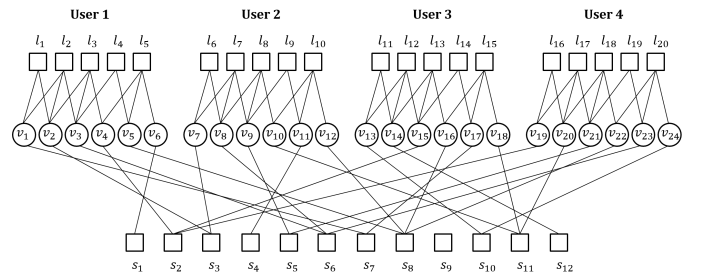 User 1 User 2 User 3 User 4
l₁ l₂ l₃ l₄ l₅ l₆ l₇ l₈ l₉ l₁₀ l₁₁ l₁₂ l₁₃ l₁₄ l₁₅ l₁₆ l₁₇ l₁₈ l₁₉ l₂₀
v₁ v₂ v₃ v₄ v₅ v₆ v₇ v₈ v₉ v₁₀ v₁₁ v₁₂ v₁₃ v₁₄ v₁₅ v₁₆ v₁₇ v₁₈ v₁₉ v₂₀ v₂₁ v₂₂ v₂₃ v₂₄
s₁ s₂ s₃ s₄ s₅ s₆ s₇ s₈ s₉ s₁₀ s₁₁ s₁₂